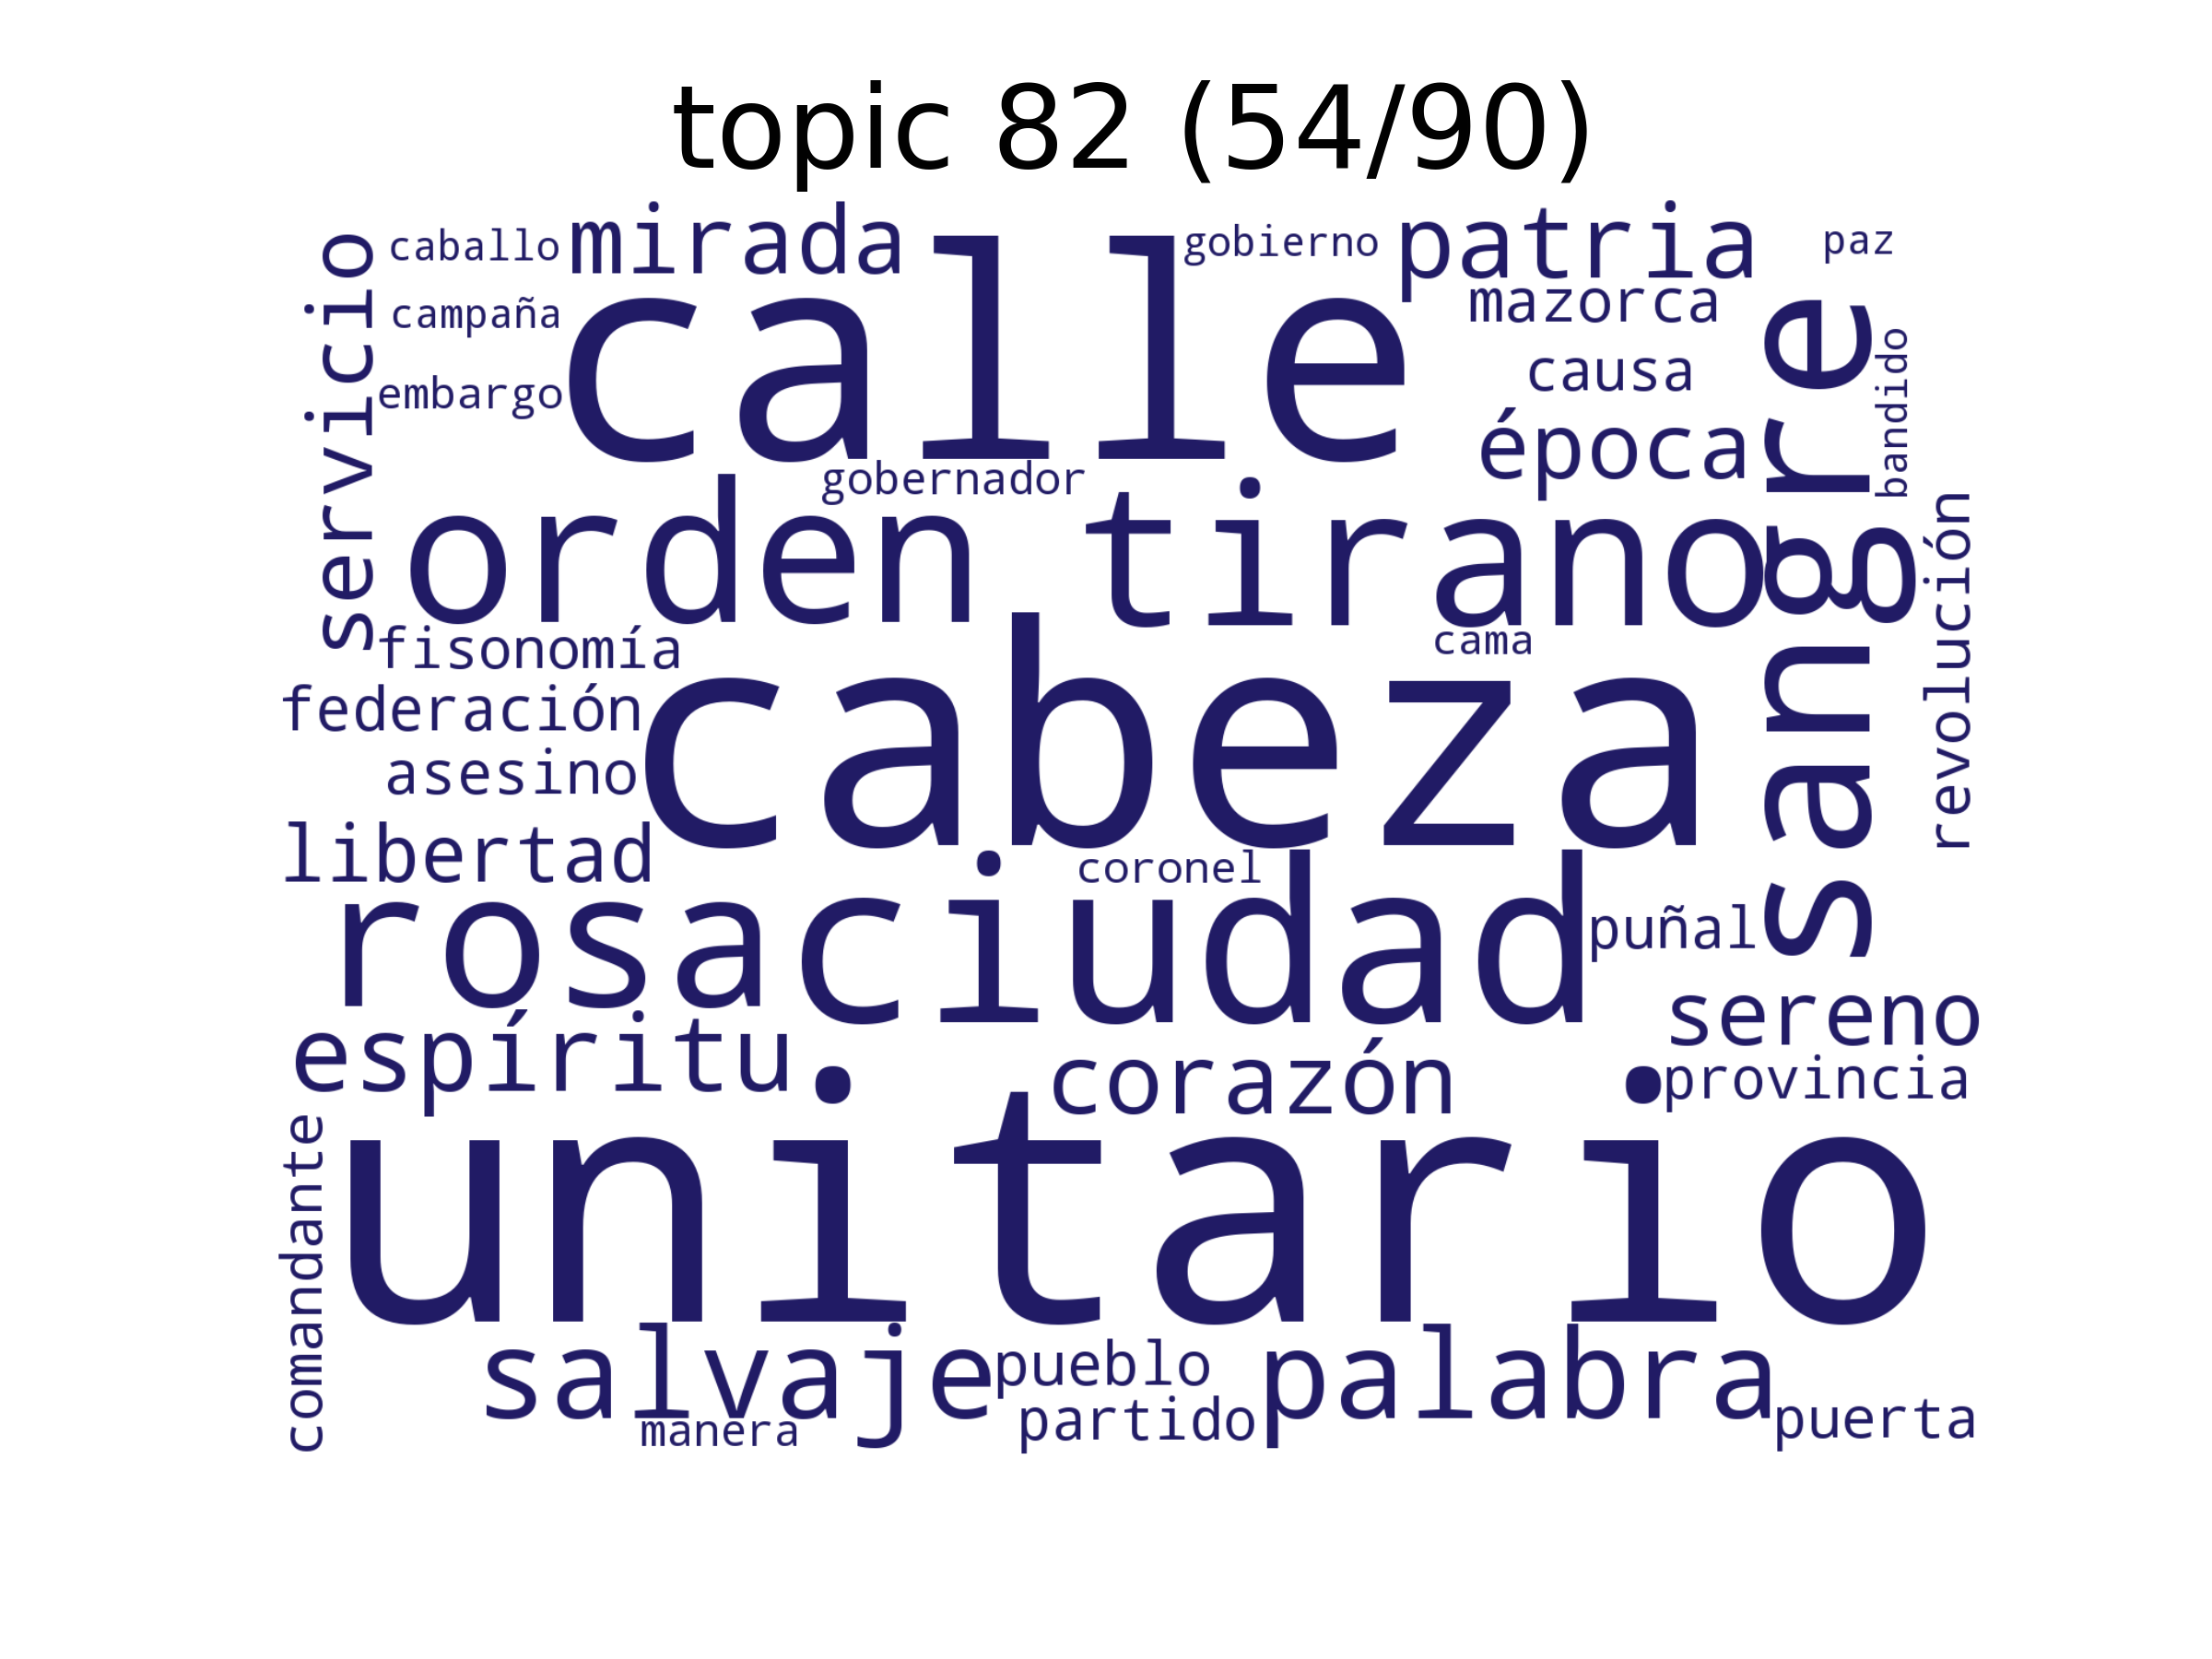 topic 82 (54/90)
servicio
caballo
mirada
calle
gobierno
patria
paz
campaña
mazorca
embargo
causa
época
sangre
bandido
gobernador
orden
tirano
revolución
fisonomía
cama
federación
cabeza
asesino
libertad
coronel
rosa
ciudad
puñal
sereno
espíritu
corazón
provincia
comandante
unitario
salvaje
pueblo
palabra
manera
partido
puerta